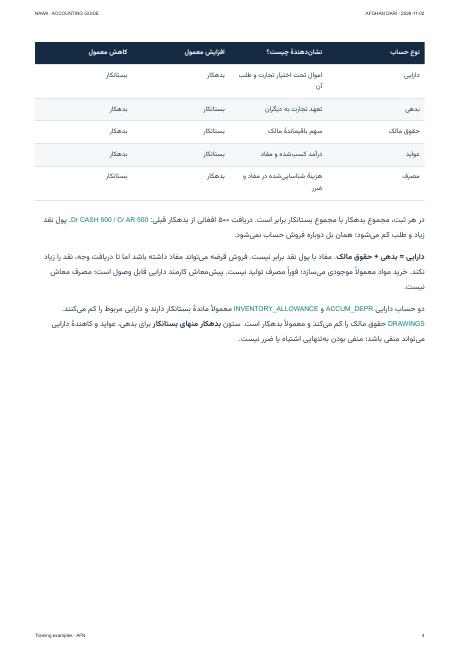 NAWA · ACCOUNTING GUIDE
AFGHAN DARI · 2026-11-02
نوع حساب نشان‌دهندهٔ چیست؟ افزایش معمول کاهش معمول
دارایی اموال تحت اختیار تجارت و طلب بدهکار بستانکار
آن
بدهی تعهد تجارت به دیگران بستانکار بدهکار
حقوق مالک سهم باقیماندهٔ مالک بستانکار بدهکار
عواید درآمد کسب‌شده و مفاد بستانکار بدهکار
مصرف هزینهٔ شناسایی‌شده در مفاد و بدهکار بستانکار
ضرر
در هر ثبت، مجموع بدهکار با مجموع بستانکار برابر است. دریافت ۵۰۰ افغانی از بدهکار قبلی: Dr CASH 500 / Cr AR 500. پول نقد
زیاد و طلب کم می‌شود؛ همان بل دوباره فروش حساب نمی‌شود.
دارایی = بدهی + حقوق مالک. مفاد با پول نقد برابر نیست. فروش قرضه می‌تواند مفاد داشته باشد اما تا دریافت وجه، نقد را زیاد
نکند. خرید مواد معمولاً موجودی می‌سازد؛ فوراً مصرف تولید نیست. پیش‌معاش کارمند دارایی قابل وصول است؛ مصرف معاش
نیست.
دو حساب دارایی ACCUM_DEPR و INVENTORY_ALLOWANCE معمولاً ماندهٔ بستانکار دارند و دارایی مربوط را کم می‌کنند.
DRAWINGS حقوق مالک را کم می‌کند و معمولاً بدهکار است. ستون بدهکار منهای بستانکار برای بدهی، عواید و کاهندهٔ دارایی
می‌تواند منفی باشد؛ منفی بودن به‌تنهایی اشتباه یا ضرر نیست.
Training examples · AFN
4